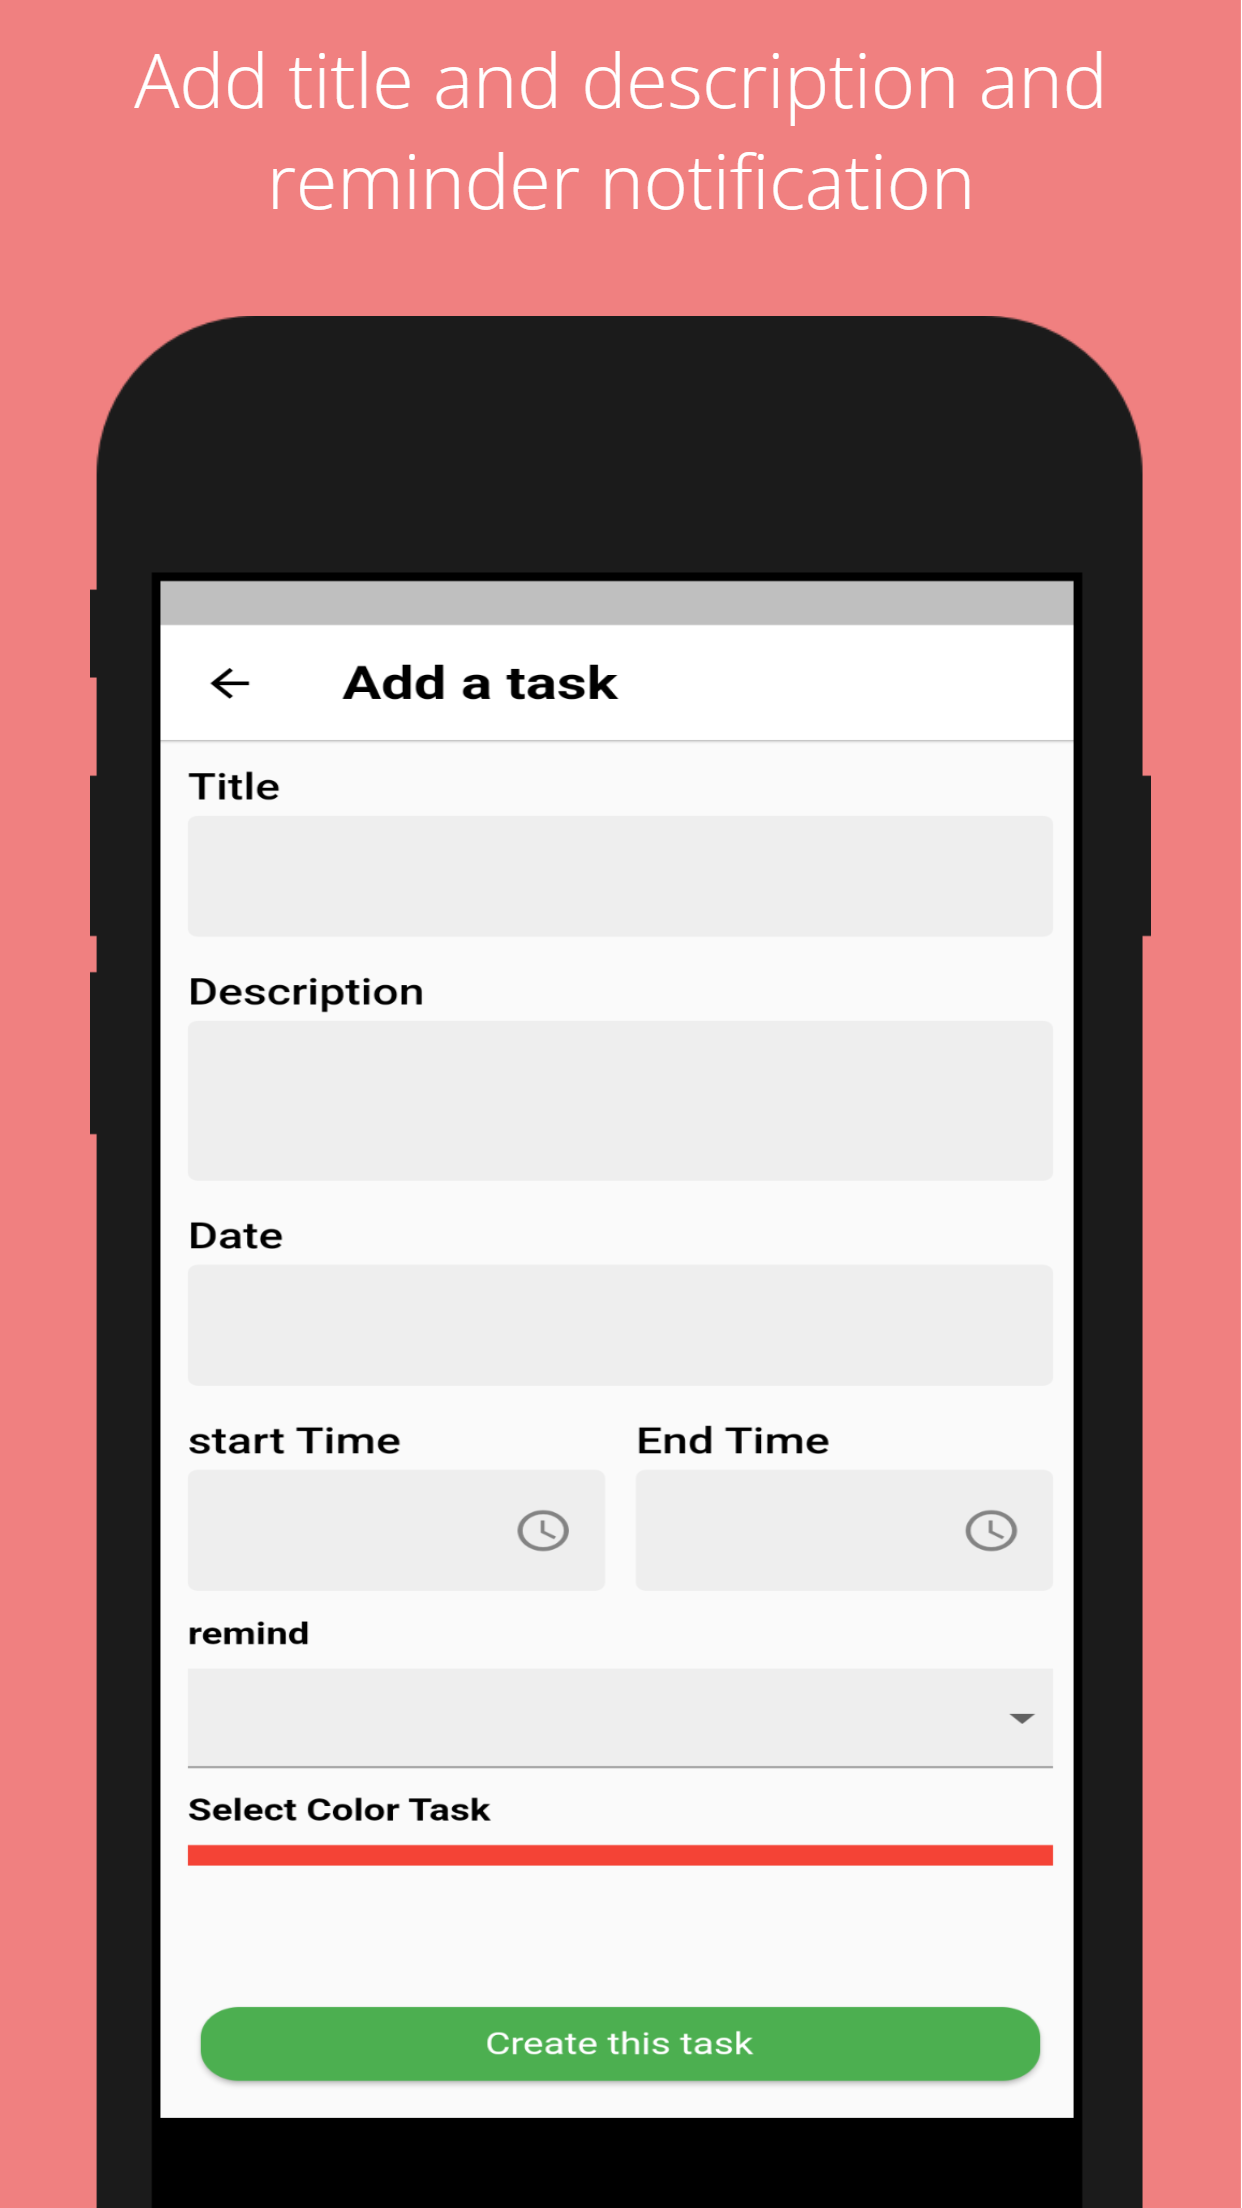 Add title and description and
reminder notification
Add a task
Title
Description
Date
start Time End Time
remind
Select Color Task
Create this task